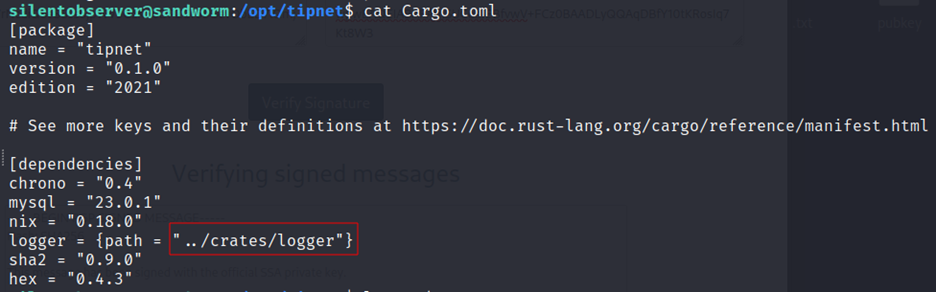 silentobserver@sandworm:/opt/tipnet$ cat Cargo.toml
[package]
name = "tipnet"
version = "0.1.0"
edition = "2021"
Verify Signature
# See more keys and their definitions at https://doc.rust-lang.org/cargo/reference/manifest.html
[dependencies]
Verifying signed messages
chrono = "0.4"
mysql = "23.0.1"
nix = "0.18.0"
logger = {path = "../crates/logger"}
sha2 = "0.9.0"
hex = "0.4.3"